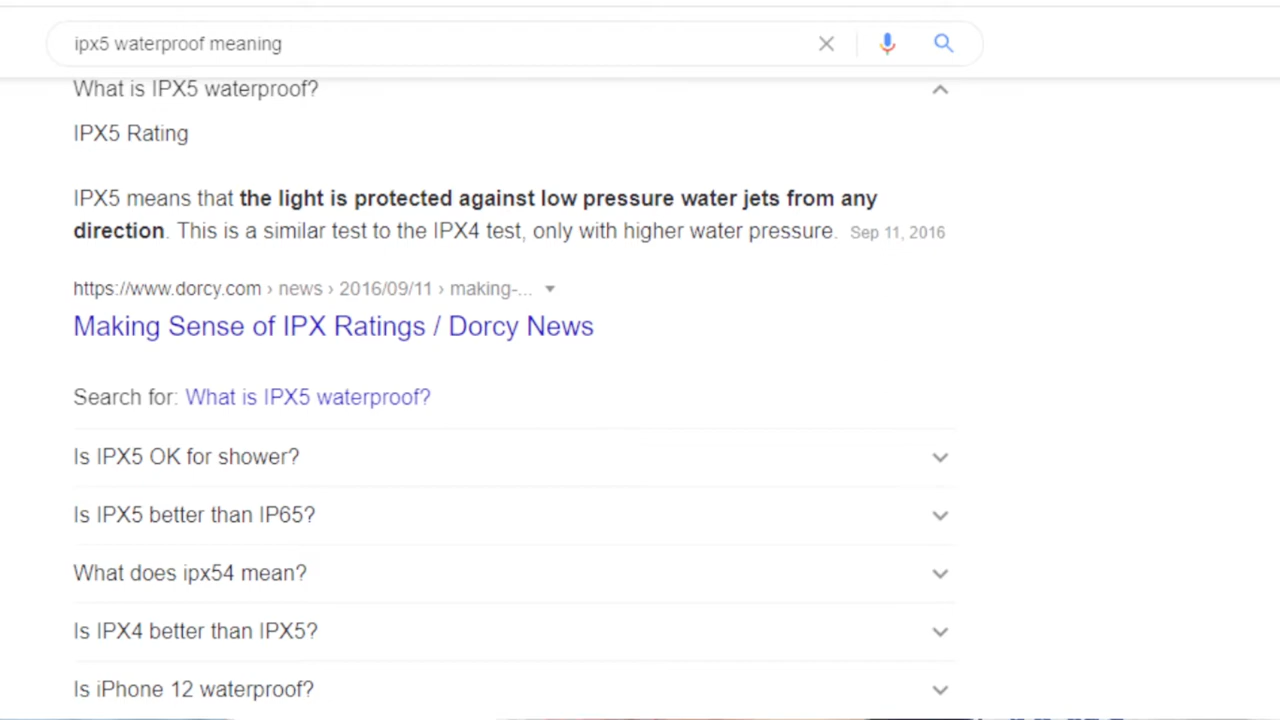 ipx5 waterproof meaning
What is IPX5 waterproof?
IPX5 Rating
IPX5 means that the light is protected against low pressure water jets from any
direction. This is a similar test to the IPX4 test, only with higher water pressure. Sep 11, 2016
https://www.dorcy.com › news › 2016/09/11 › making-...
Making Sense of IPX Ratings / Dorcy News
Search for: What is IPX5 waterproof?
Is IPX5 OK for shower?
Is IPX5 better than IP65?
What does ipx54 mean?
Is IPX4 better than IPX5?
Is iPhone 12 waterproof?